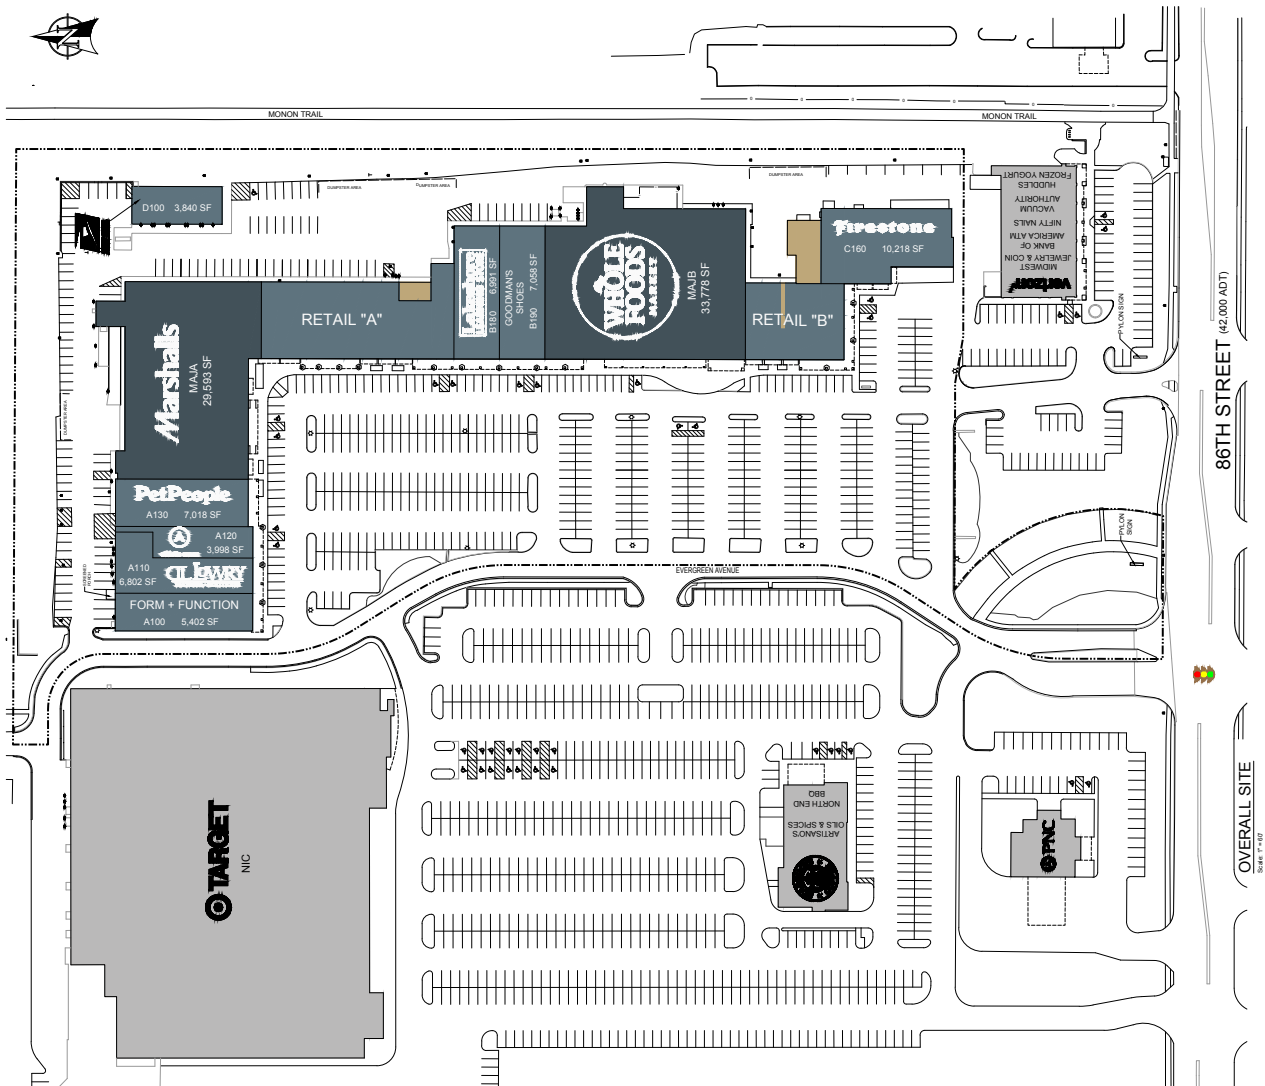 N
MONON TRAIL
MONON TRAIL
DUMPSTER AREA
DUMPSTER AREA
DUMPSTER AREA
D100 3,840 SF
Firestone
C160 10,218 SF
FROZEN YOGURT
HUDDLES
AUTHORITY
VACUUM
NIFTY NAILS
AMERICA ATM
BANK OF
JEWELRY & COIN
MIDWEST
verizon
PYLON SIGN
B180 6,991 SF
GOODMAN'S
SHOES
B190 7,058 SF
WHOLE
FOODS
MARKET
MAJB
33,778 SF
RETAIL "A"
RETAIL "B"
Marshalls
MAJA
29,593 SF
DUMPSTER AREA
86TH STREET (42,000 ADT)
PetPeople
A130 7,018 SF
A
A120
3,998 SF
A110
6,802 SF
FORM + FUNCTION
A100 5,402 SF
EVERGREEN AVENUE
PYLON
SIGN
TARGET
NIC
BBQ
NORTH END
OILS & SPICES
ARTISANO'S
PNC
OVERALL SITE
Scale: 1" = 60'